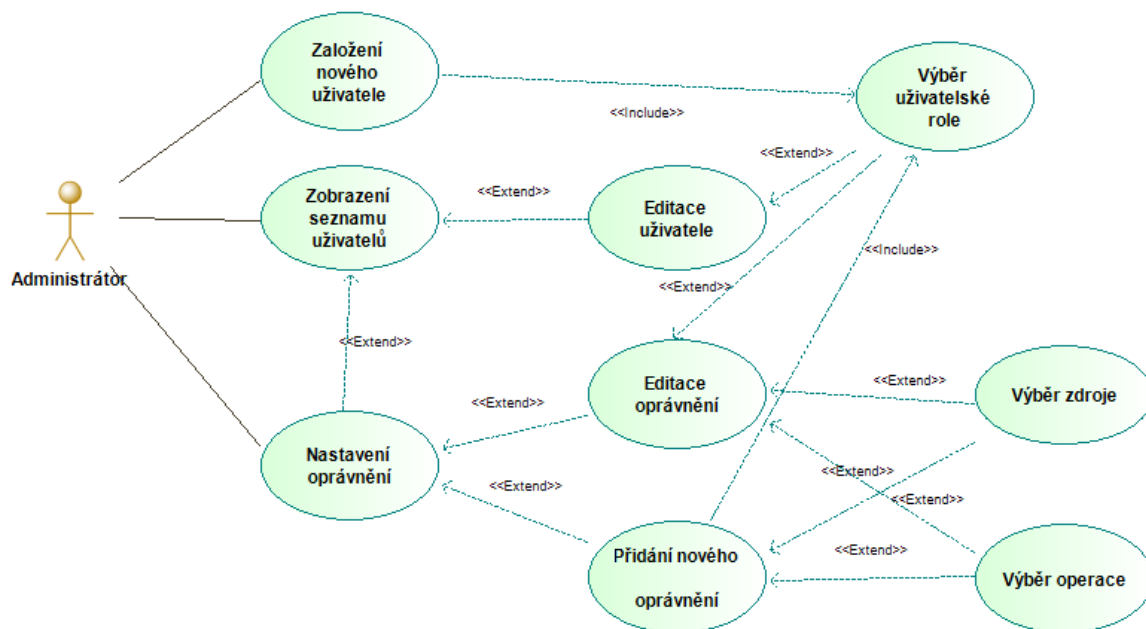 Založení
nového
uživatele
Výběr
uživatelské
role
<<Include>>
<<Extend>>
<<Extend>>
Zobrazení
seznamu
uživatelů
Editace
uživatele
<<Include>>
Administrátor
<<Extend>>
<<Extend>>
Editace
oprávnění
<<Extend>>
Výběr zdroje
<<Extend>>
Nastavení
oprávnění
<<Extend>>
<<Extend>>
<<Extend>>
Přidání nového
oprávnění
<<Extend>>
Výběr operace